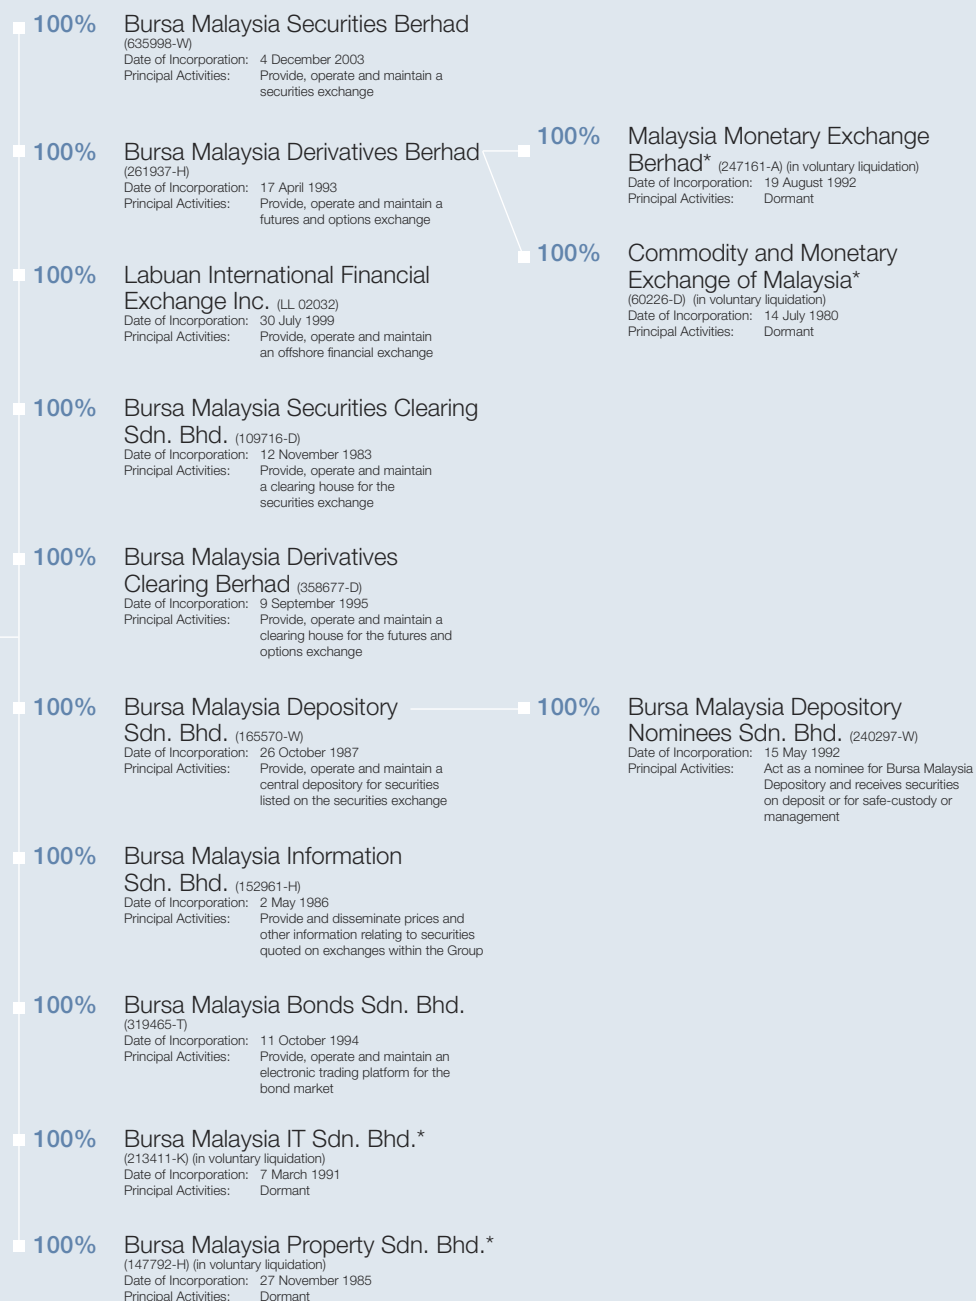 100% Bursa Malaysia Securities Berhad
(635998-W)
Date of Incorporation: 4 December 2003
Principal Activities: Provide, operate and maintain a
securities exchange
100% Bursa Malaysia Derivatives Berhad
(261937-H)
Date of Incorporation: 17 April 1993
Principal Activities: Provide, operate and maintain a
futures and options exchange
100% Malaysia Monetary Exchange
Berhad* (247161-A) (in voluntary liquidation)
Date of Incorporation: 19 August 1992
Principal Activities: Dormant
100% Commodity and Monetary
Exchange of Malaysia*
(60226-D) (in voluntary liquidation)
Date of Incorporation: 14 July 1980
Principal Activities: Dormant
100% Labuan International Financial
Exchange Inc. (LL 02032)
Date of Incorporation: 30 July 1999
Principal Activities: Provide, operate and maintain
an offshore financial exchange
100% Bursa Malaysia Securities Clearing
Sdn. Bhd. (109716-D)
Date of Incorporation: 12 November 1983
Principal Activities: Provide, operate and maintain
a clearing house for the
securities exchange
100% Bursa Malaysia Derivatives
Clearing Berhad (358677-D)
Date of Incorporation: 9 September 1995
Principal Activities: Provide, operate and maintain a
clearing house for the futures and
options exchange
100% Bursa Malaysia Depository
Sdn. Bhd. (165570-W)
Date of Incorporation: 26 October 1987
Principal Activities: Provide, operate and maintain a
central depository for securities
listed on the securities exchange
100% Bursa Malaysia Depository
Nominees Sdn. Bhd. (240297-W)
Date of Incorporation: 15 May 1992
Principal Activities: Act as a nominee for Bursa Malaysia
Depository and receives securities
on deposit or for safe-custody or
management
100% Bursa Malaysia Information
Sdn. Bhd. (152961-H)
Date of Incorporation: 2 May 1986
Principal Activities: Provide and disseminate prices and
other information relating to securities
quoted on exchanges within the Group
100% Bursa Malaysia Bonds Sdn. Bhd.
(319465-T)
Date of Incorporation: 11 October 1994
Principal Activities: Provide, operate and maintain an
electronic trading platform for the
bond market
100% Bursa Malaysia IT Sdn. Bhd.*
(213411-K) (in voluntary liquidation)
Date of Incorporation: 7 March 1991
Principal Activities: Dormant
100% Bursa Malaysia Property Sdn. Bhd.*
(147792-H) (in voluntary liquidation)
Date of Incorporation: 27 November 1985
Principal Activities: Dormant